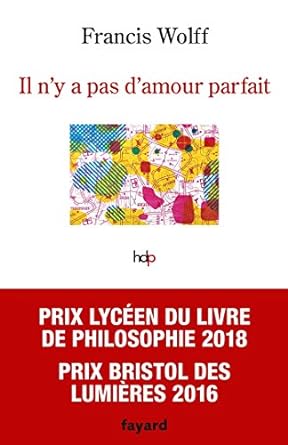 Francis Wolff
Il n'y a pas d'amour parfait
hdp
PRIX LYCÉEN DU LIVRE
DE PHILOSOPHIE 2018
PRIX BRISTOL DES
LUMIÈRES 2016
fayard